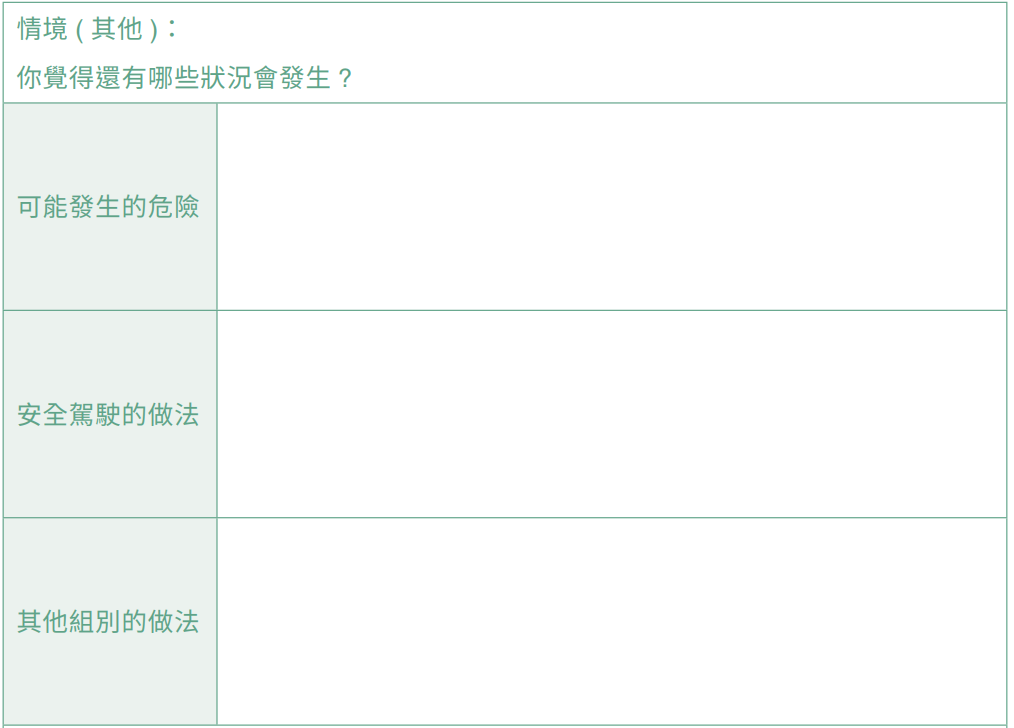 情境 ( 其他 )：
你覺得還有哪些狀況會發生 ?
可能發生的危險
安全駕駛的做法
其他組別的做法